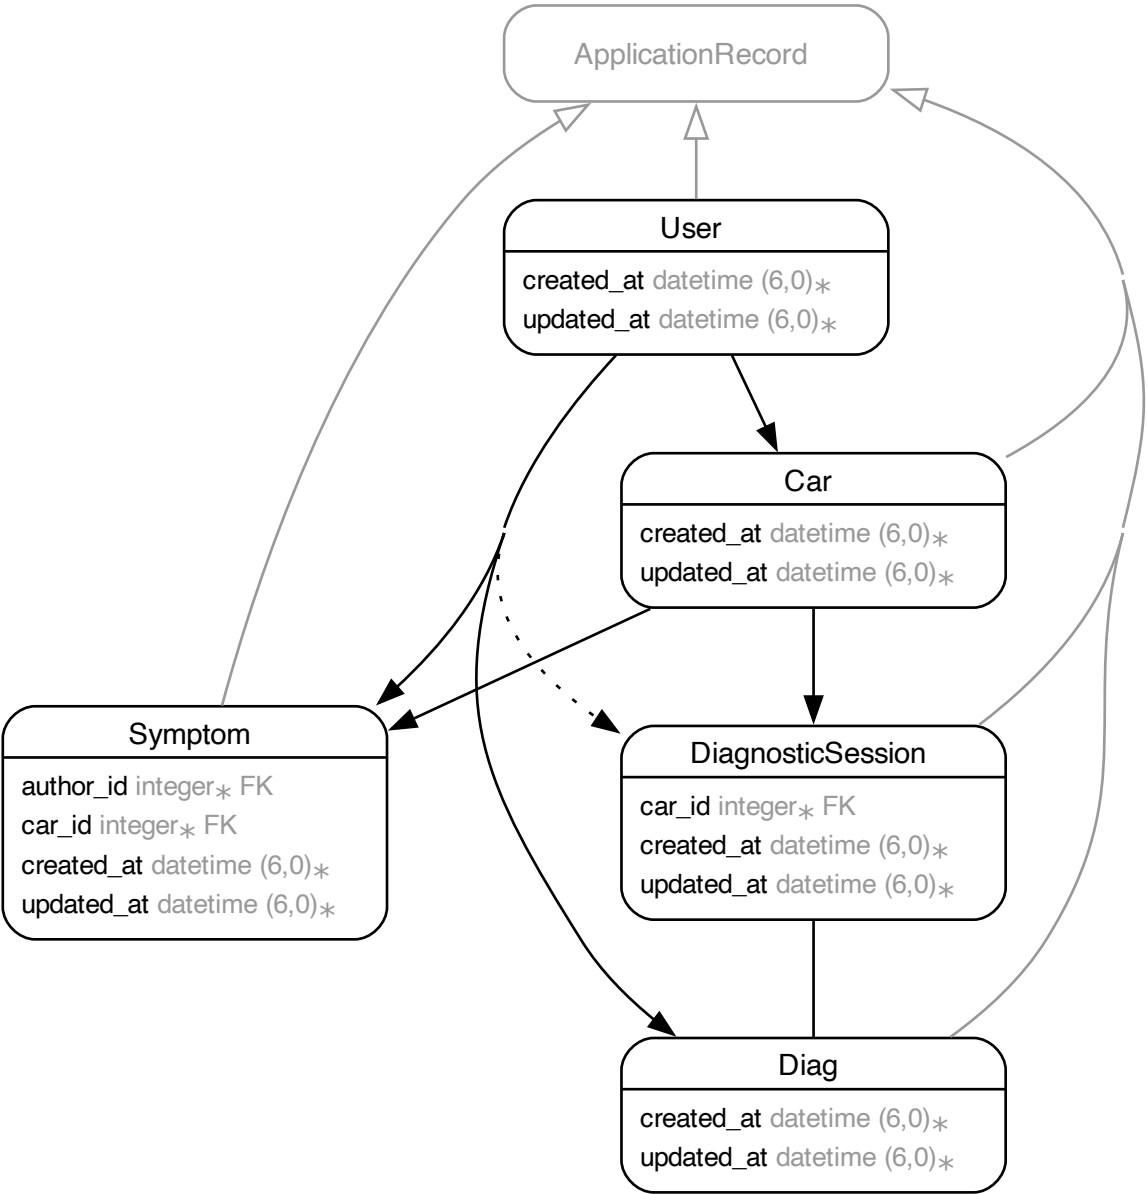 ApplicationRecord
User
created_at datetime (6,0)*
updated_at datetime (6,0)*
Car
created_at datetime (6,0)*
updated_at datetime (6,0)*
Symptom
author_id integer* FK
car_id integer* FK
created_at datetime (6,0)*
updated_at datetime (6,0)*
DiagnosticSession
car_id integer* FK
created_at datetime (6,0)*
updated_at datetime (6,0)*
Diag
created_at datetime (6,0)*
updated_at datetime (6,0)*